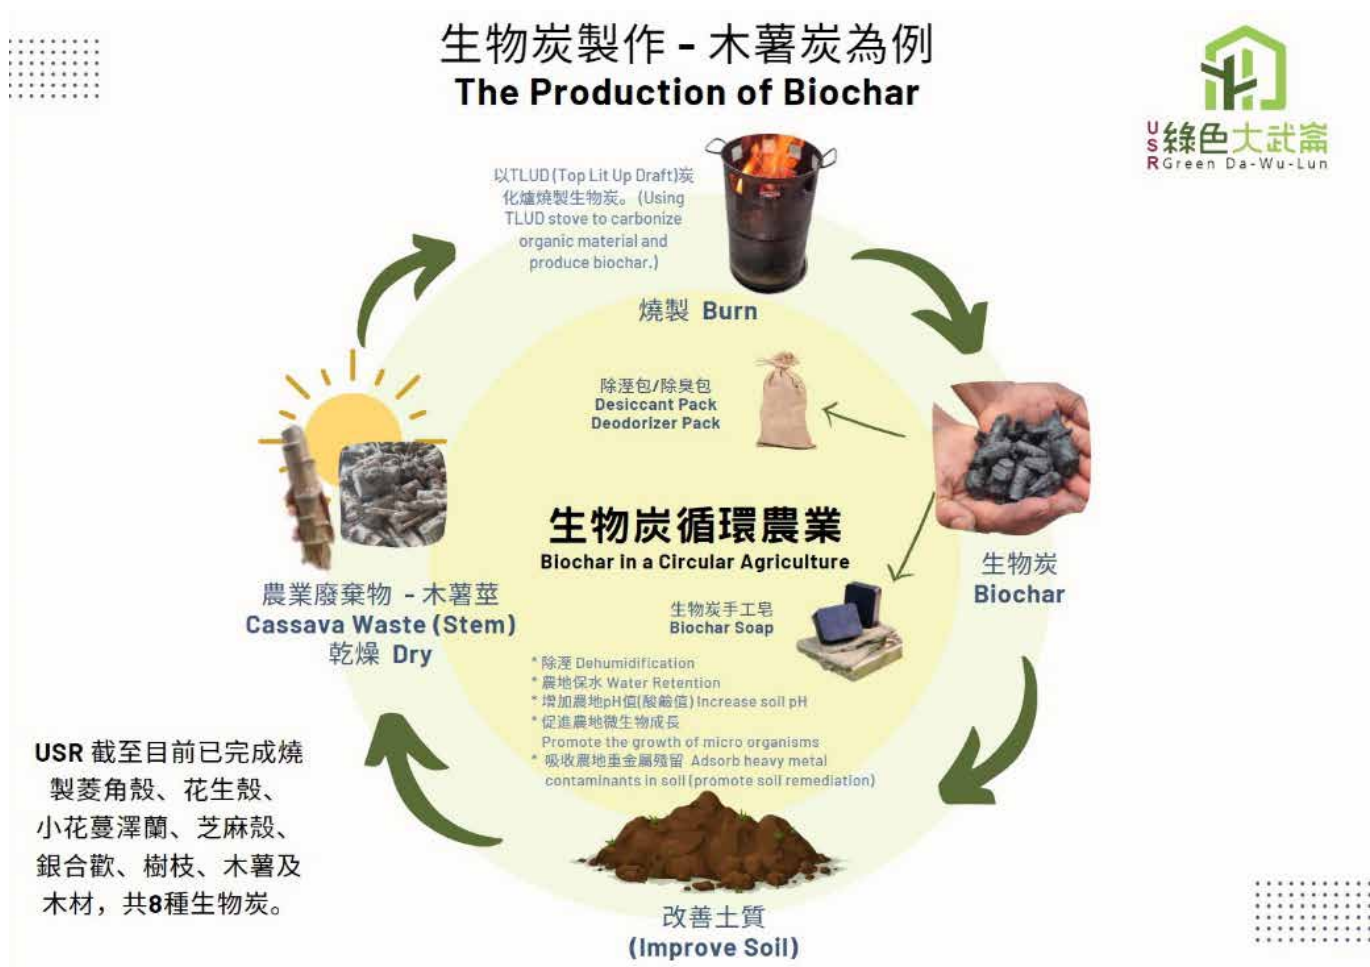 生物炭製作 - 木薯炭為例
The Production of Biochar
USR
綠色大武崙
Green Da-Wu-Lun
以TLUD (Top Lit Up Draft)炭
化爐燒製生物炭。 (Using
TLUD stove to carbonize
organic material and
produce biochar.)
燒製 Burn
除溼包/除臭包
Desiccant Pack
Deodorizer Pack
生物炭循環農業
Biochar in a Circular Agriculture
生物炭
Biochar
農業廢棄物 - 木薯莖
Cassava Waste (Stem)
乾燥 Dry
生物炭手工皂
Biochar Soap
* 除溼 Dehumidification
* 農地保水 Water Retention
* 增加農地pH值(酸鹼值) Increase soil pH
* 促進農地微生物成長
Promote the growth of micro organisms
* 吸收農地重金屬殘留 Adsorb heavy metal
contaminants in soil (promote soil remediation)
USR 截至目前已完成燒
製菱角殼、花生殼、
小花蔓澤蘭、芝麻殼、
銀合歡、樹枝、木薯及
木材，共8種生物炭。
改善土質
(Improve Soil)